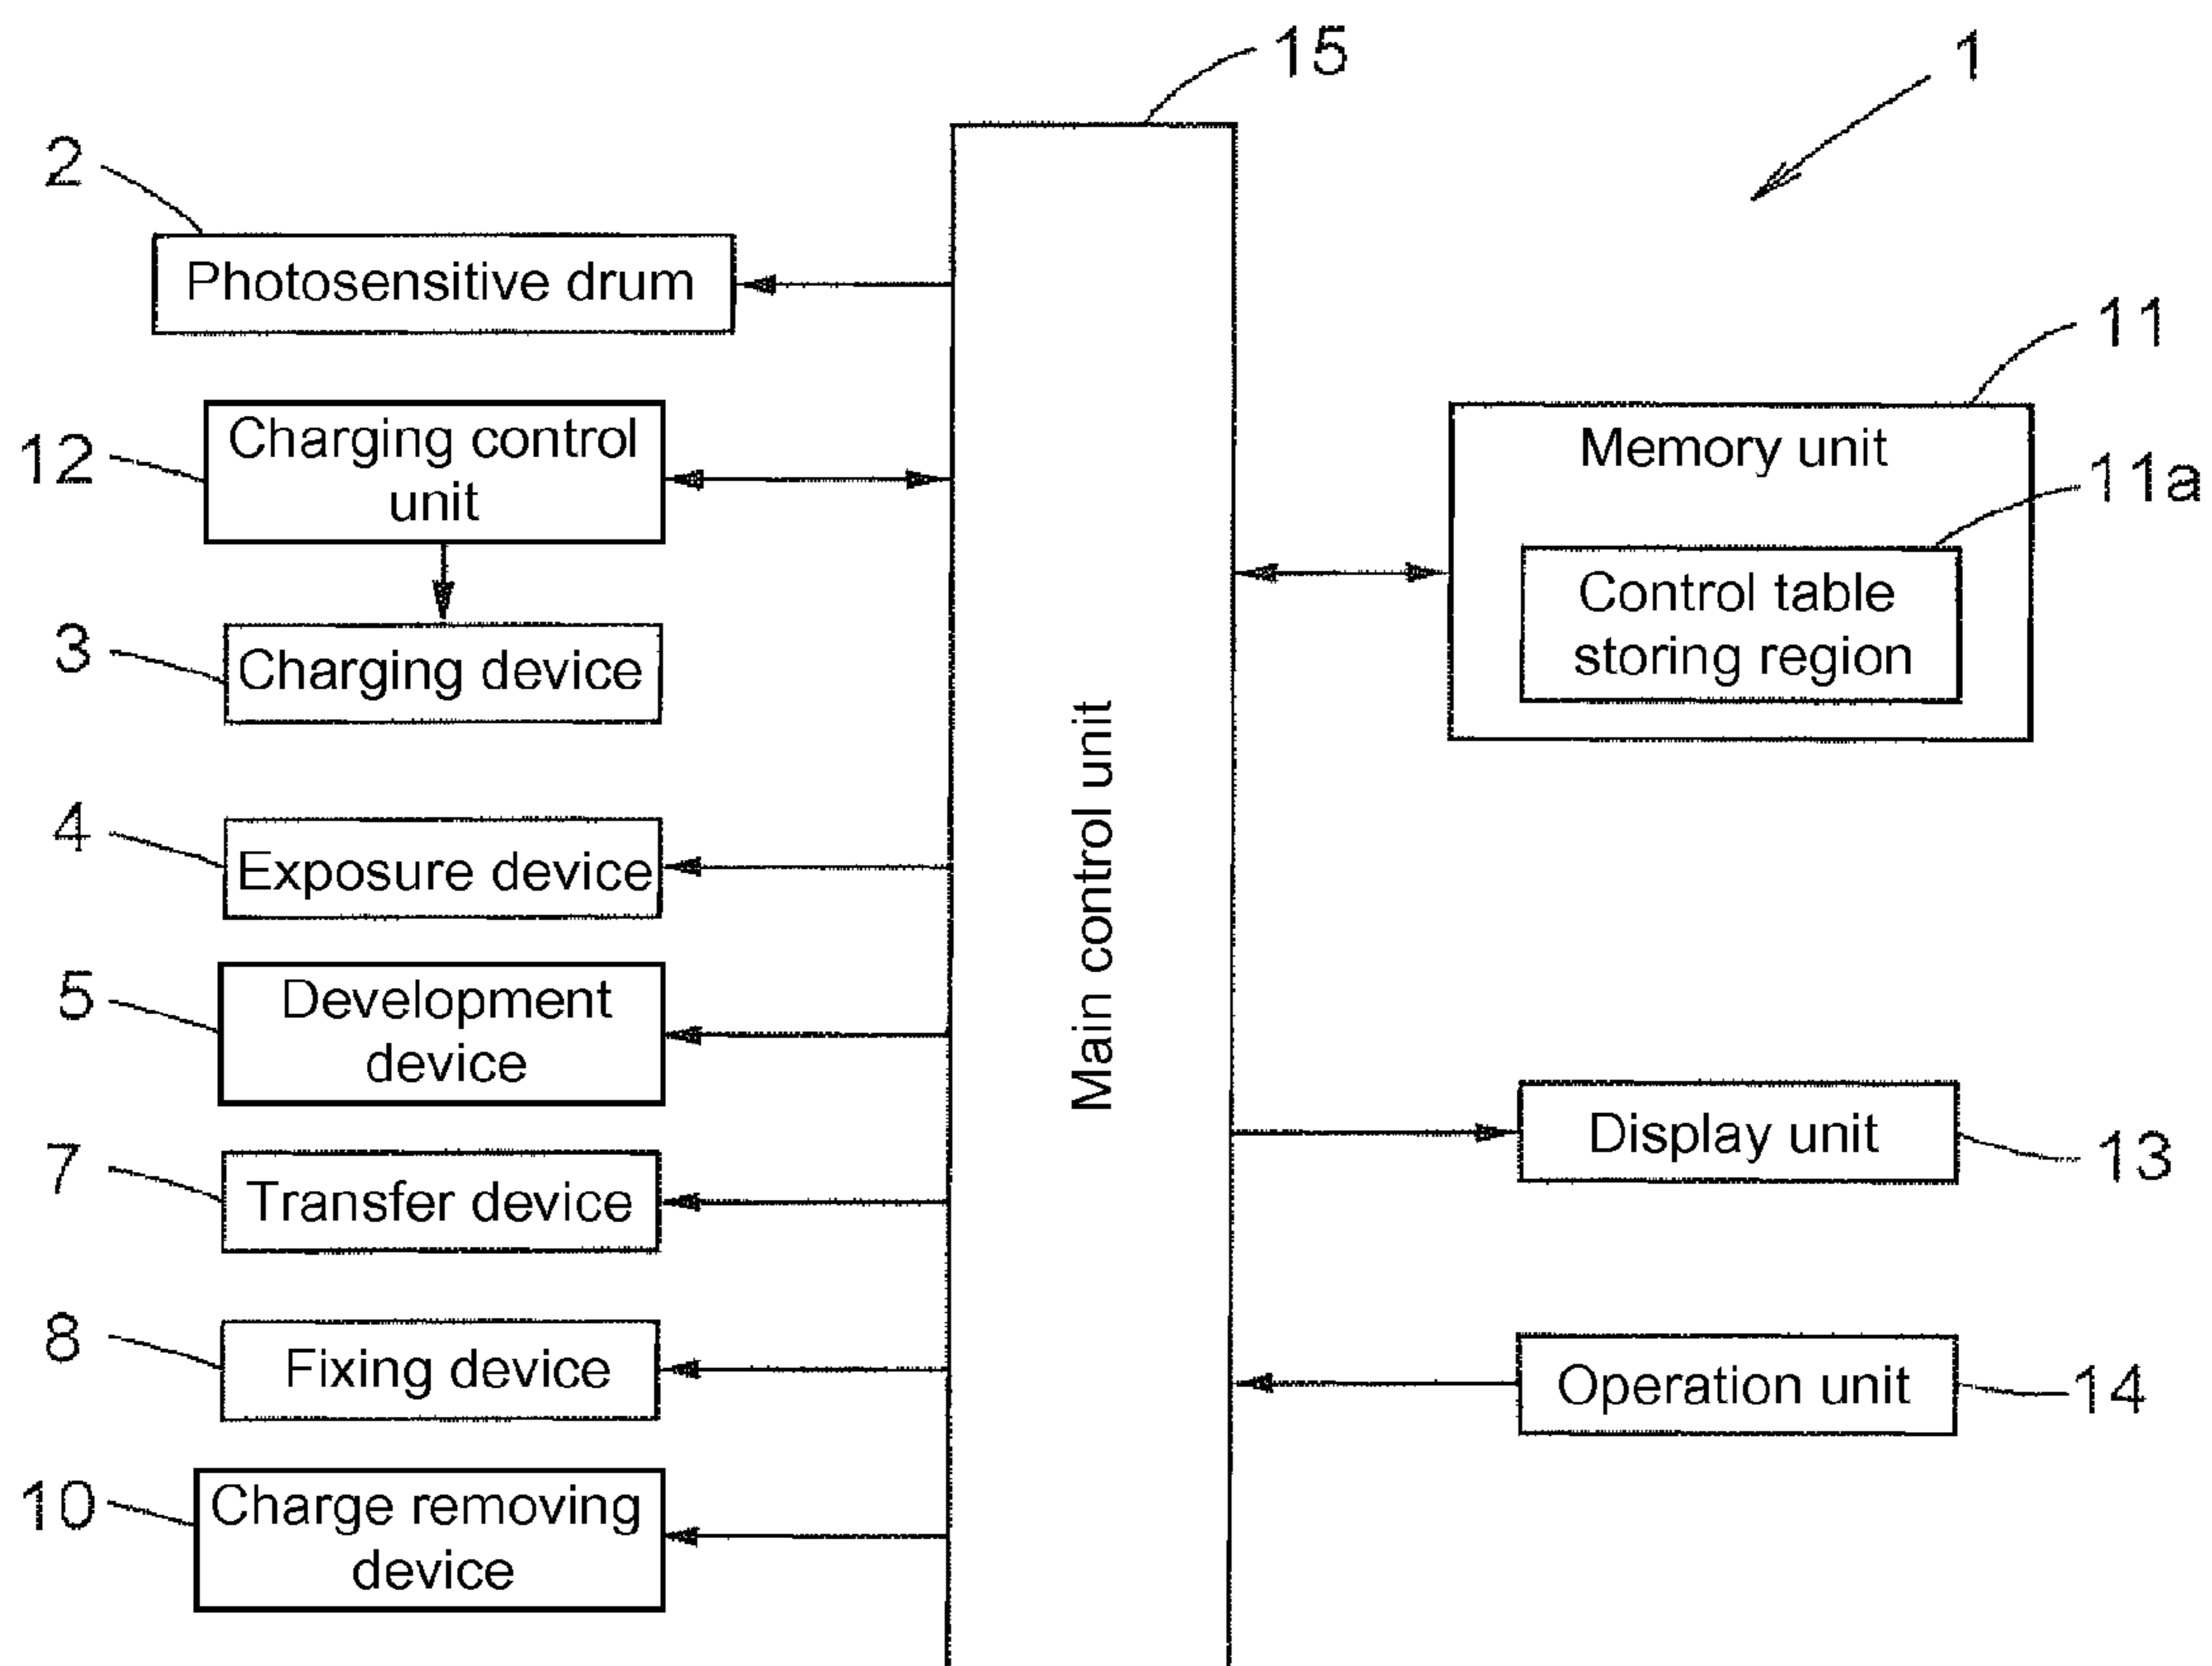 15
1
2
Photosensitive drum
11
Memory unit
12
Charging control
unit
11a
Control table
storing region
3
Charging device
Main control unit
4
Exposure device
5
Development
device
7
Transfer device
Display unit
13
8
Fixing device
Operation unit
14
10
Charge removing
device